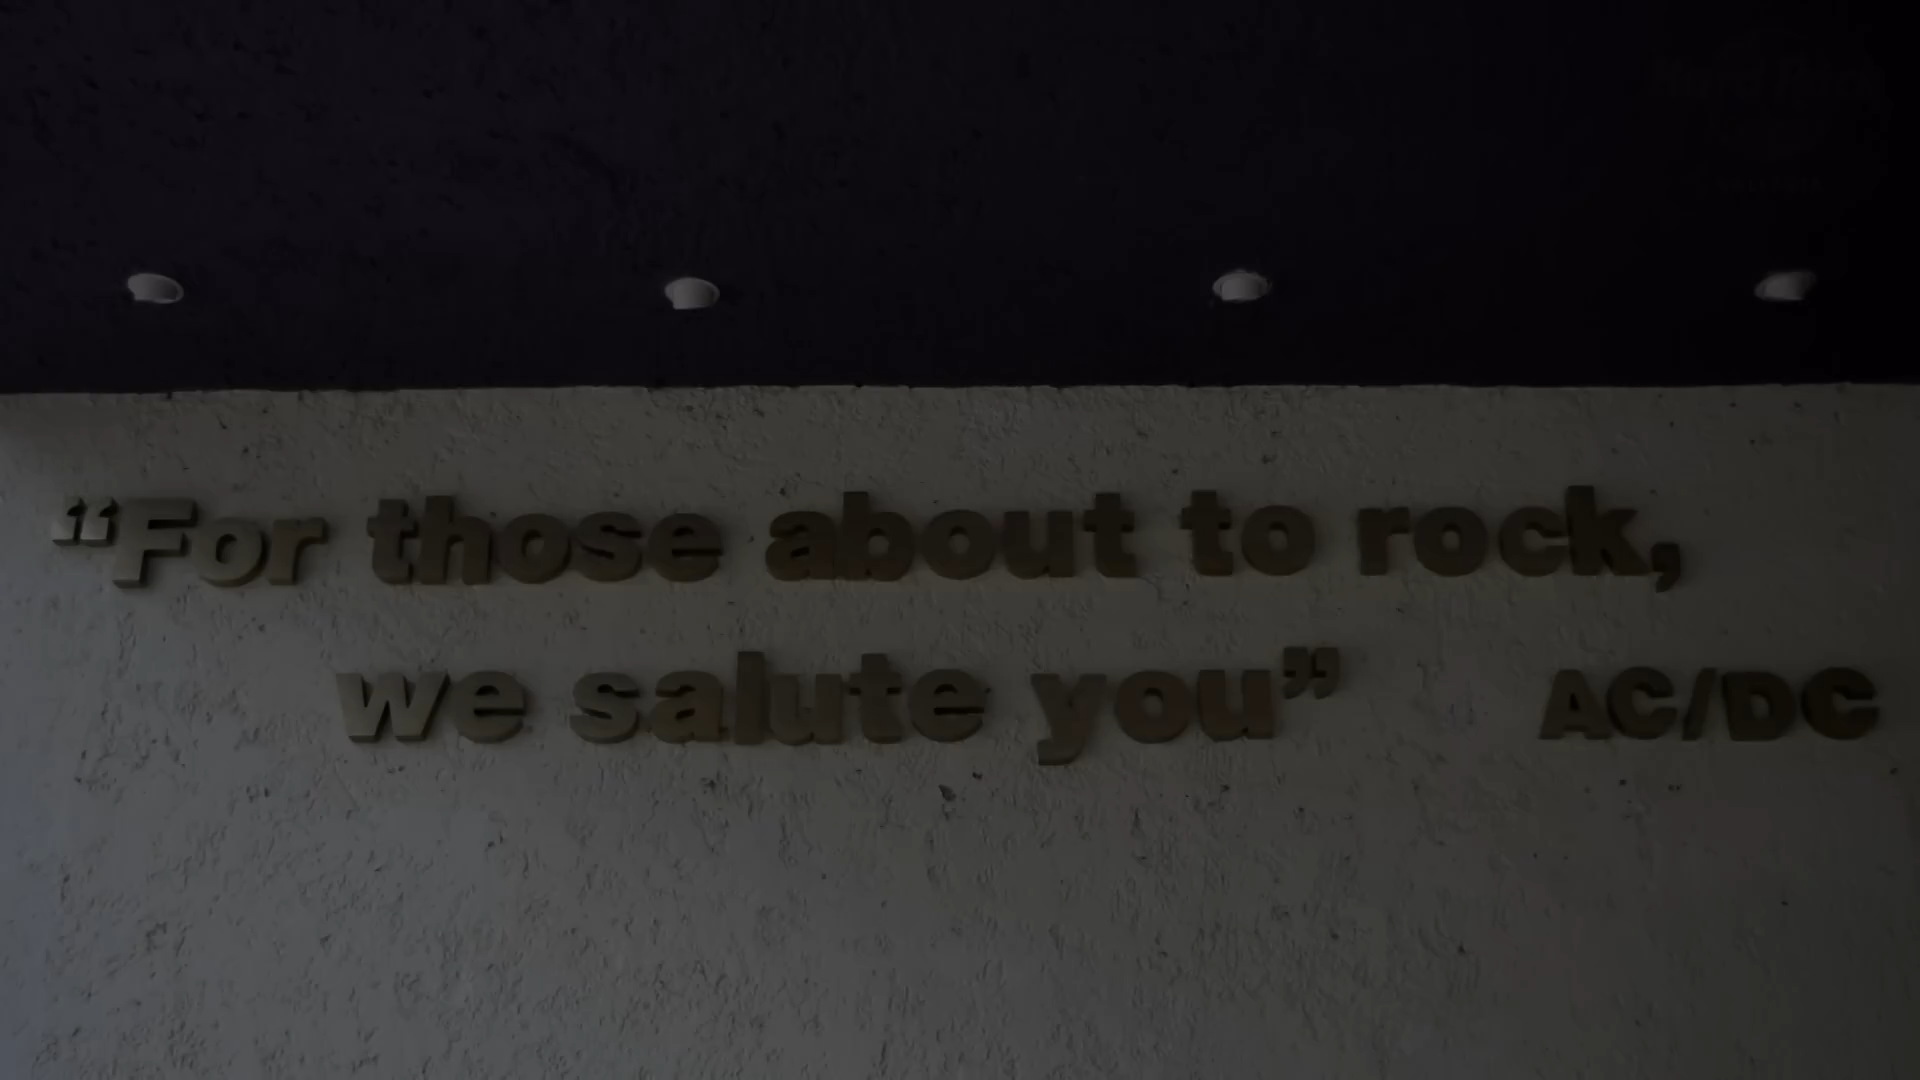 “For those about to rock,
we salute you” AC/DC